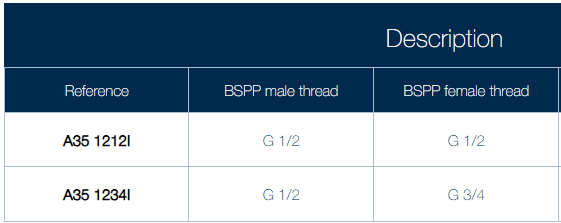 Description
Reference BSPP male thread BSPP female thread
A35 1212I G 1/2 G 1/2
A35 1234I G 1/2 G 3/4